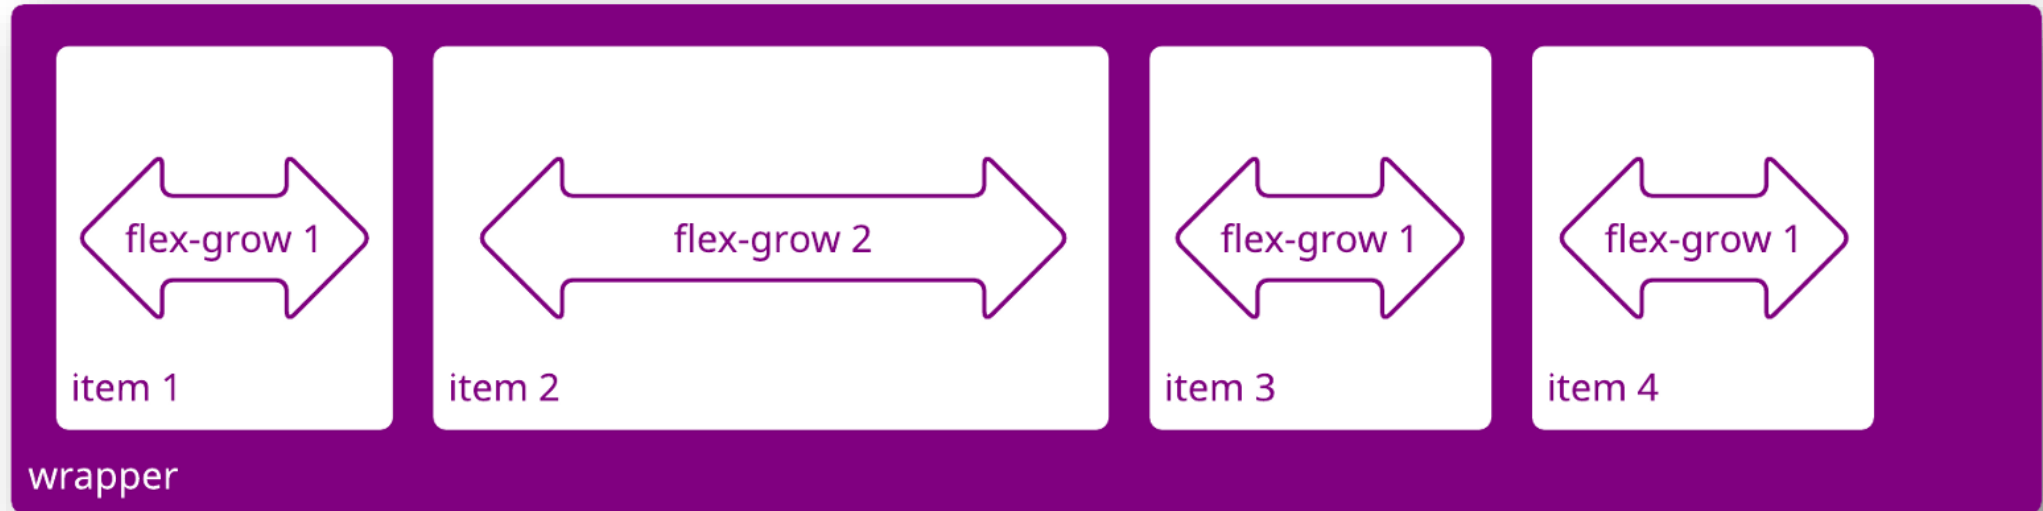 flex-grow 1
item 1
flex-grow 2
item 2
flex-grow 1
item 3
flex-grow 1
item 4
wrapper